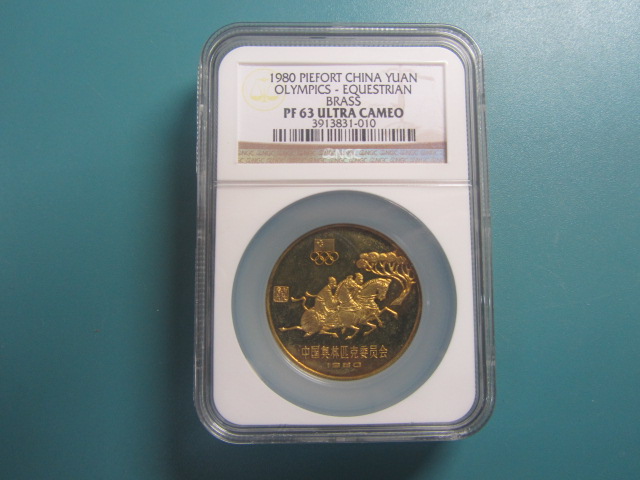 1980 PIEFORT CHINA YUAN
OLYMPICS - EQUESTRIAN
BRASS
PF 63 ULTRA CAMEO
3913831-010
中国奥林匹克委员会
1980